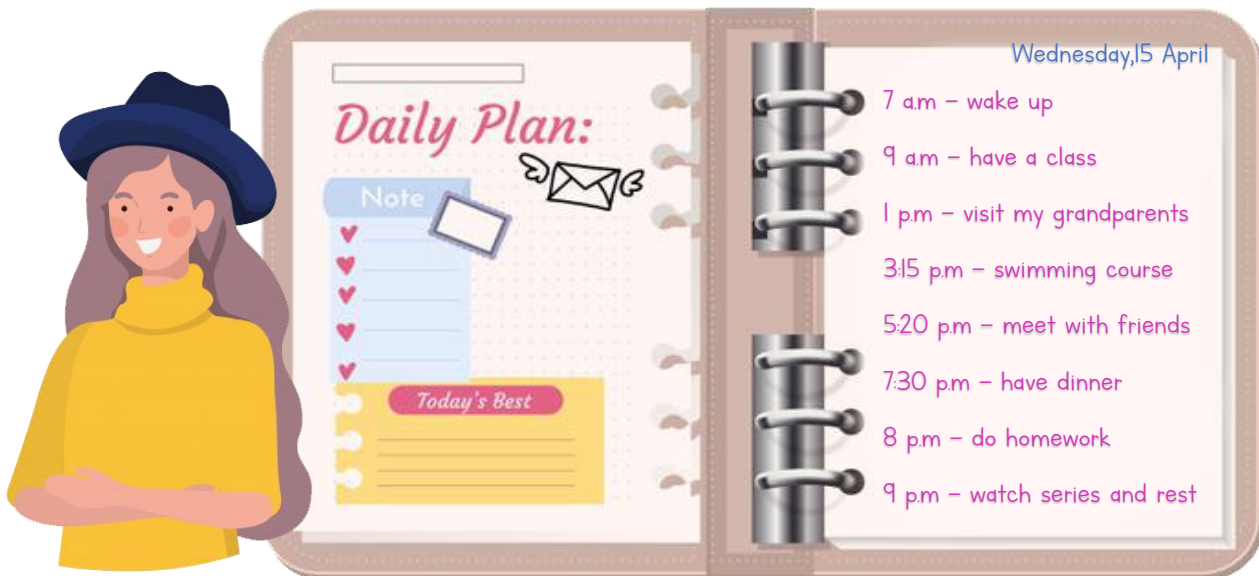 Daily Plan:
Note
Today's Best
Wednesday,15 April
7 a.m - wake up
9 a.m - have a class
1 p.m - visit my grandparents
3:15 p.m - swimming course
5:20 p.m - meet with friends
7:30 p.m - have dinner
8 p.m - do homework
9 p.m - watch series and rest